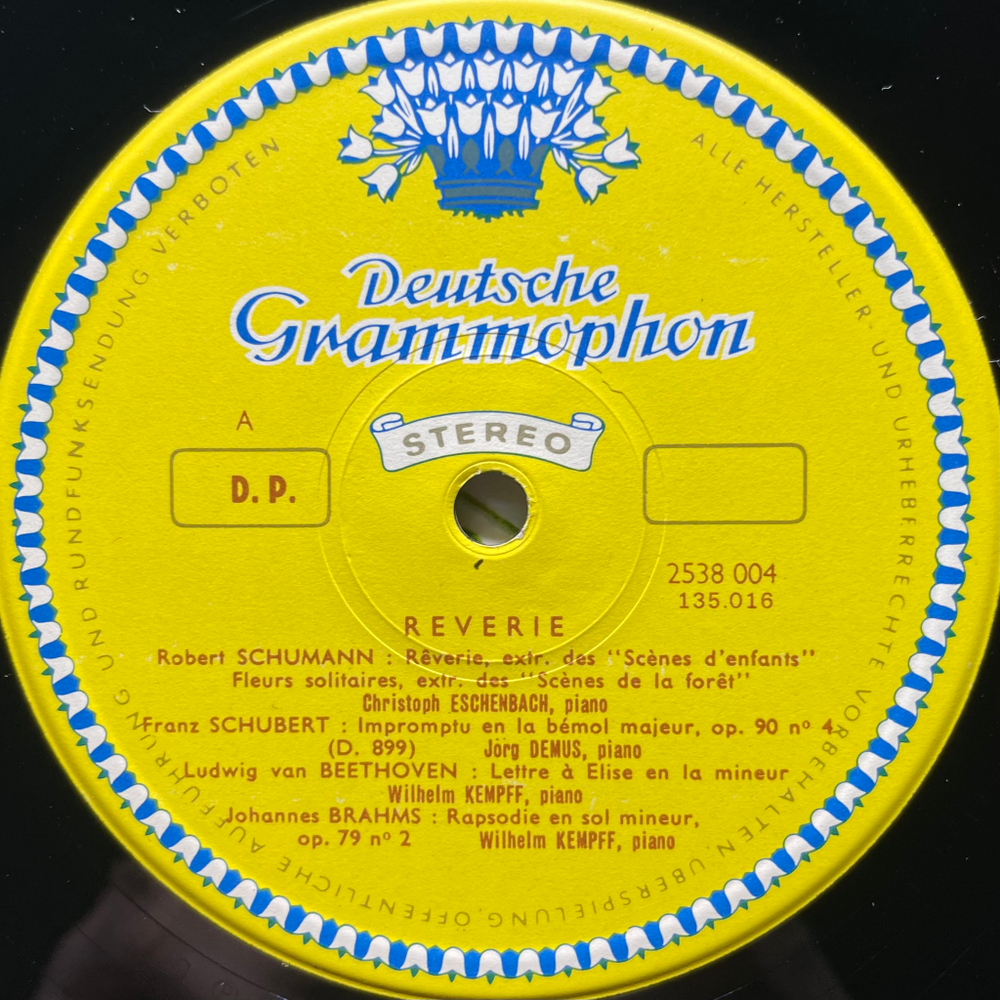 Deutsche
Grammophon
STEREO
A
D. P.
2538 004
135.016
REVERIE
Robert SCHUMANN : Rêverie, extr. des "Scènes d'enfants"
Fleurs solitaires, extr. des "Scènes de la forêt"
Christoph ESCHENBACH, piano
Franz SCHUBERT : Impromptu en la bémol majeur, op. 90 nº 4,
(D. 899) Jörg DEMUS, piano
Ludwig van BEETHOVEN : Lettre à Elise en la mineur
Wilhelm KEMPFF, piano
Johannes BRAHMS : Rapsodie en sol mineur,
op. 79 nº 2 Wilhelm KEMPFF, piano
ALLE HERSTELLER- UND URHEBERRECHTE VORBEHALTEN, ÜBERSPIELUNG, ÖFFENTLICHE AUFFÜHRUNG UND RUNDFUNKSENDUNG VERBOTEN